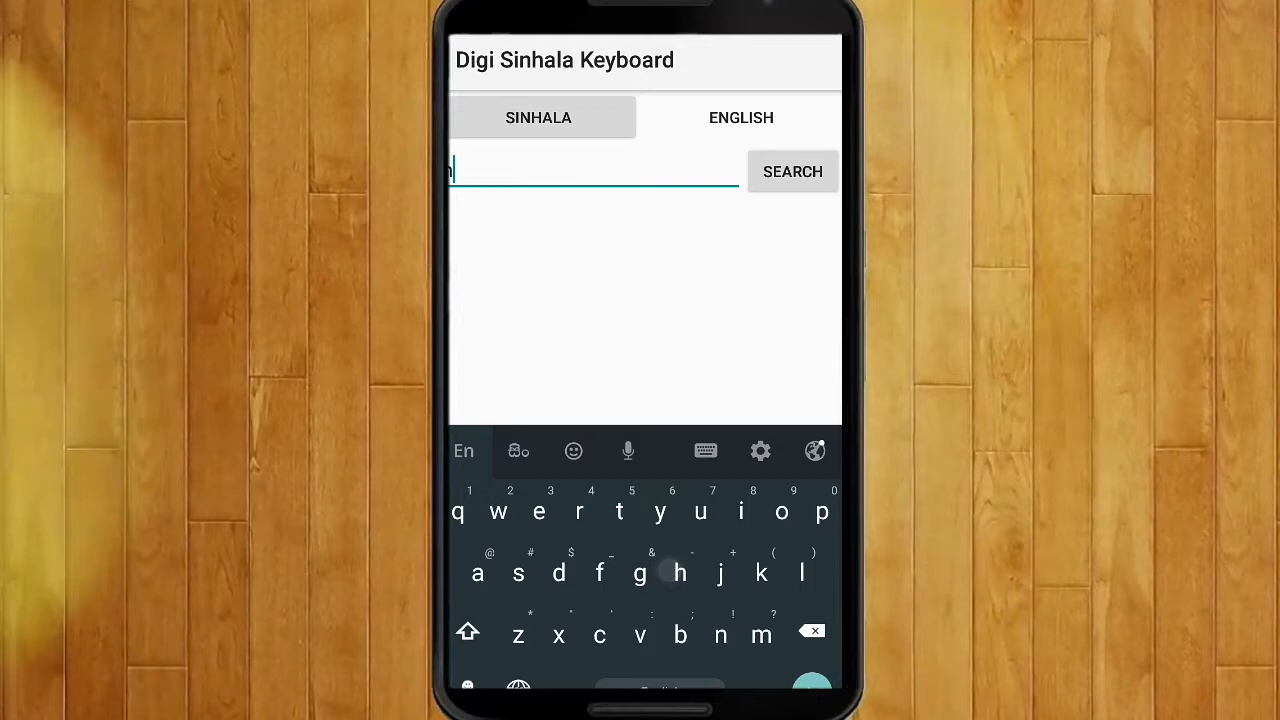 Digi Sinhala Keyboard
SINHALA ENGLISH
h SEARCH
En සිං
1 2 3 4 5 6 7 8 9 0
q w e r t y u i o p
@ # $ _ & - + ( )
a s d f g h j k l
* " ' : ; ! ?
z x c v b n m